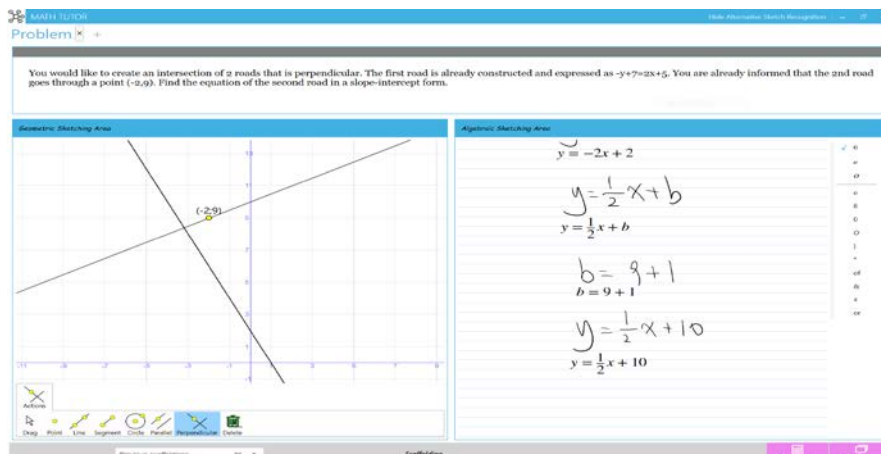 MATH TUTOR
Hide Alternative Sketch Recognition
Problem
You would like to create an intersection of 2 roads that is perpendicular. The first road is already constructed and expressed as -y+7=2x+5. You are already informed that the 2nd road
goes through a point (-2,9). Find the equation of the second road in a slope-intercept form.
Geometric Sketching Area
Algebraic Sketching Area
y = −2x + 2
y = 1/2 x + b
y = 1/2 x + b
b = 9 + 1
b = 9 + 1
y = 1/2 x + 10
y = 1/2 x + 10
(-2,9)
Actions
Drag Point Line Segment Circle Parallel Perpendicular Delete
Scaffolding